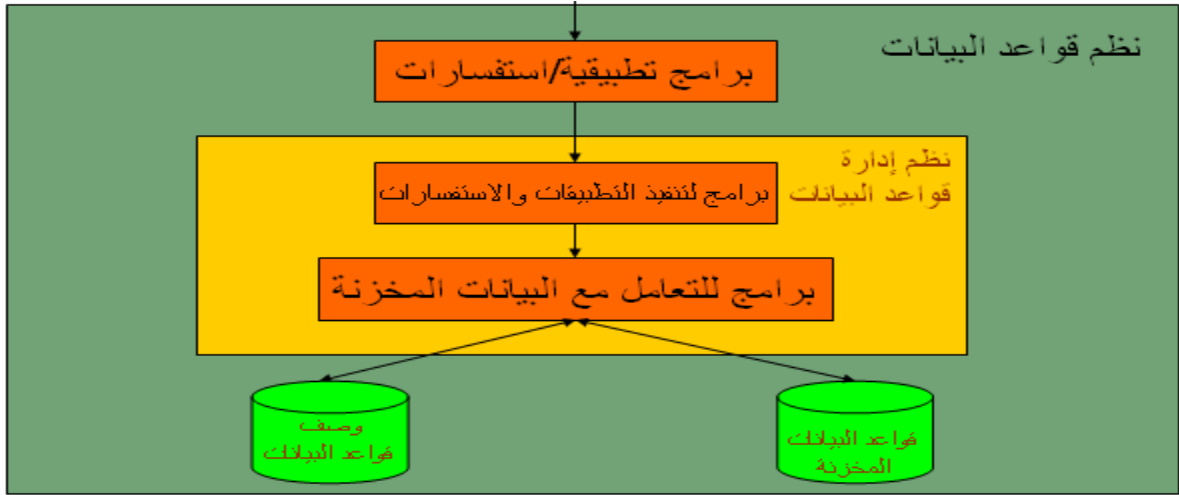 نظم قواعد البيانات
برامج تطبيقية/استفسارات
نظم إدارة
قواعد البيانات
برامج لتنفيذ التطبيقات والاستفسارات
برامج للتعامل مع البيانات المخزنة
وصف
قواعد البيانات
قواعد البيانات
المخزنة